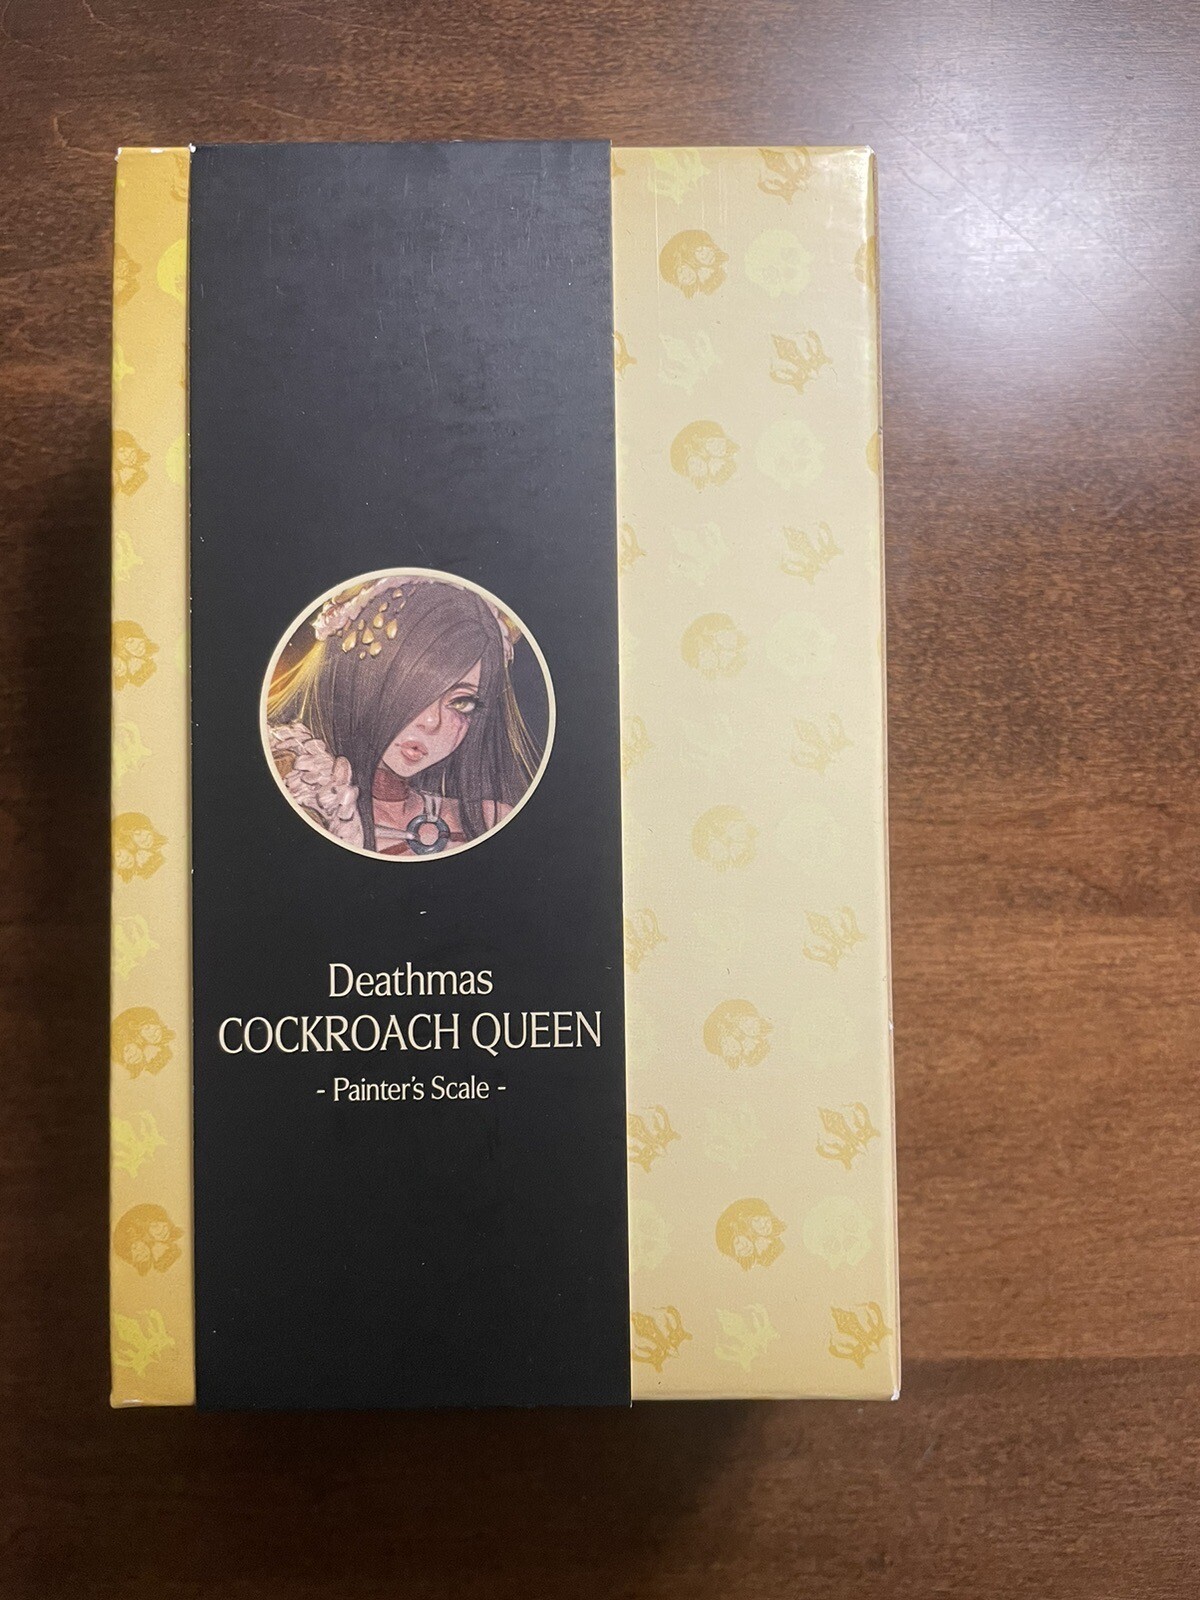 Deathmas
COCKROACH QUEEN
- Painter's Scale -